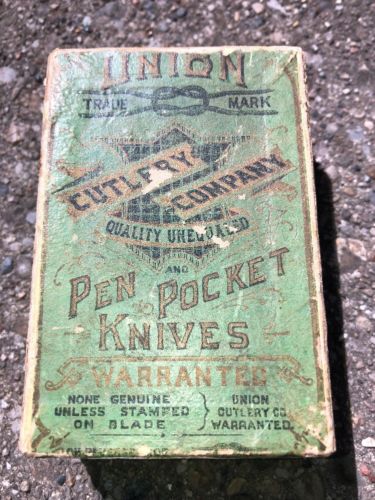 UNION
TRADE MARK
CUTLERY
COMPANY
QUALITY UNEQUALED
AND
PEN POCKET
KNIVES
WARRANTED
NONE GENUINE
UNLESS STAMPED
ON BLADE
UNION
CUTLERY CO.
WARRANTED.